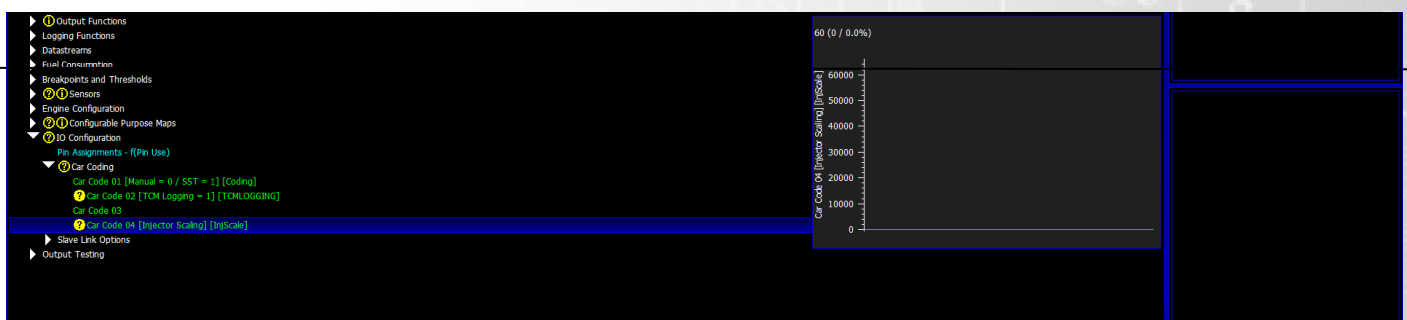 Output Functions
Logging Functions
Datastreams
Fuel Consumption
Breakpoints and Thresholds
Sensors
Engine Configuration
Configurable Purpose Maps
IO Configuration
Pin Assignments - f(Pin Use)
Car Coding
Car Code 01 [Manual = 0 / SST = 1] [Coding]
Car Code 02 [TCM Logging = 1] [TCMLOGGING]
Car Code 03
Car Code 04 [Injector Scaling] [InjScale]
Slave Link Options
Output Testing
60 (0 / 0.0%)
Car Code 04 [Injector Scaling] [InjScale]
60000
50000
40000
30000
20000
10000
0